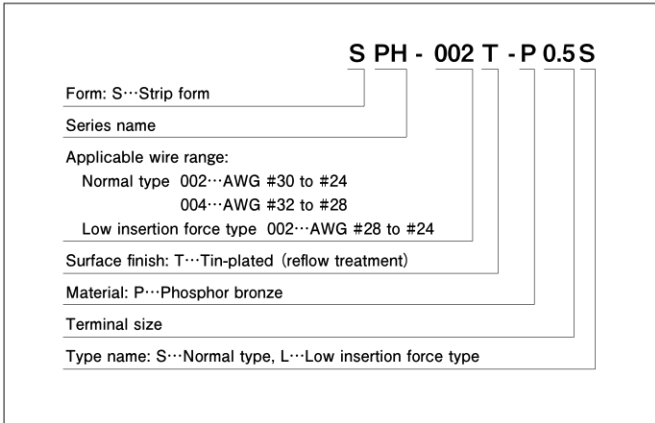 S PH - 002 T - P 0.5 S
Form: S⋯Strip form
Series name
Applicable wire range:
Normal type 002⋯AWG #30 to #24
004⋯AWG #32 to #28
Low insertion force type 002⋯AWG #28 to #24
Surface finish: T⋯Tin-plated (reflow treatment)
Material: P⋯Phosphor bronze
Terminal size
Type name: S⋯Normal type, L⋯Low insertion force type